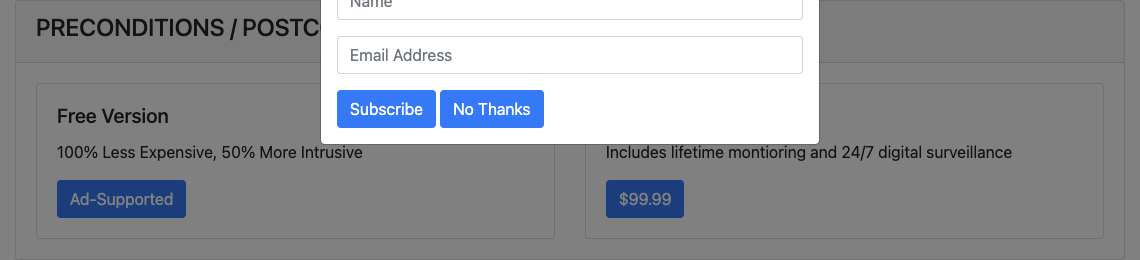 Name
PRECONDITIONS / POSTC
Email Address
Subscribe No Thanks
Free Version
100% Less Expensive, 50% More Intrusive
Includes lifetime montioring and 24/7 digital surveillance
Ad-Supported
$99.99